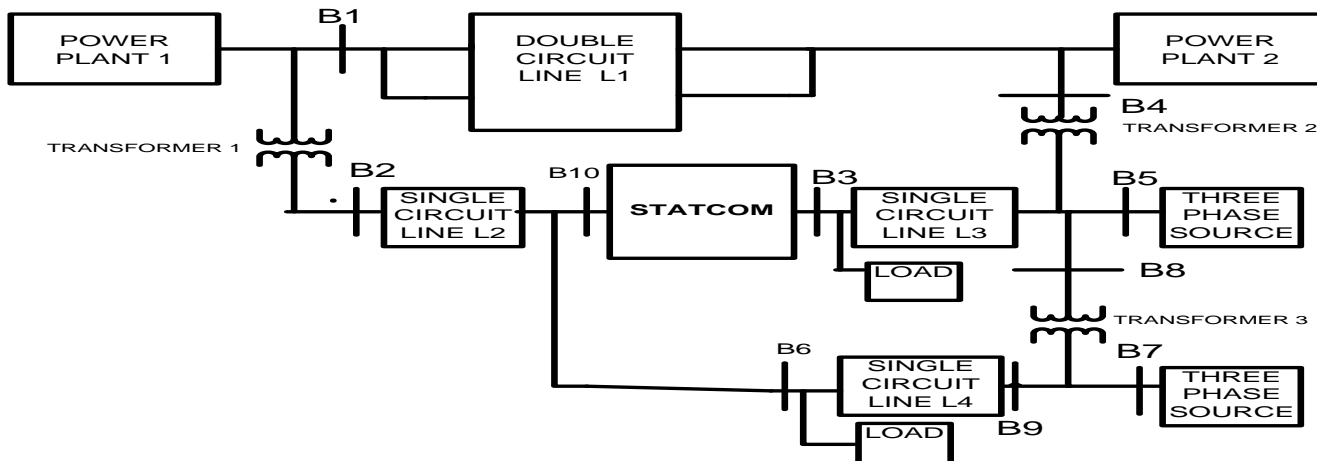 B1
POWER
PLANT 1
DOUBLE
CIRCUIT
LINE L1
POWER
PLANT 2
B4
TRANSFORMER 1
TRANSFORMER 2
B2
B10
B3
B5
SINGLE
CIRCUIT
LINE L2
STATCOM
SINGLE
CIRCUIT
LINE L3
THREE
PHASE
SOURCE
LOAD
B8
TRANSFORMER 3
B6
B7
SINGLE
CIRCUIT
LINE L4
THREE
PHASE
SOURCE
B9
LOAD